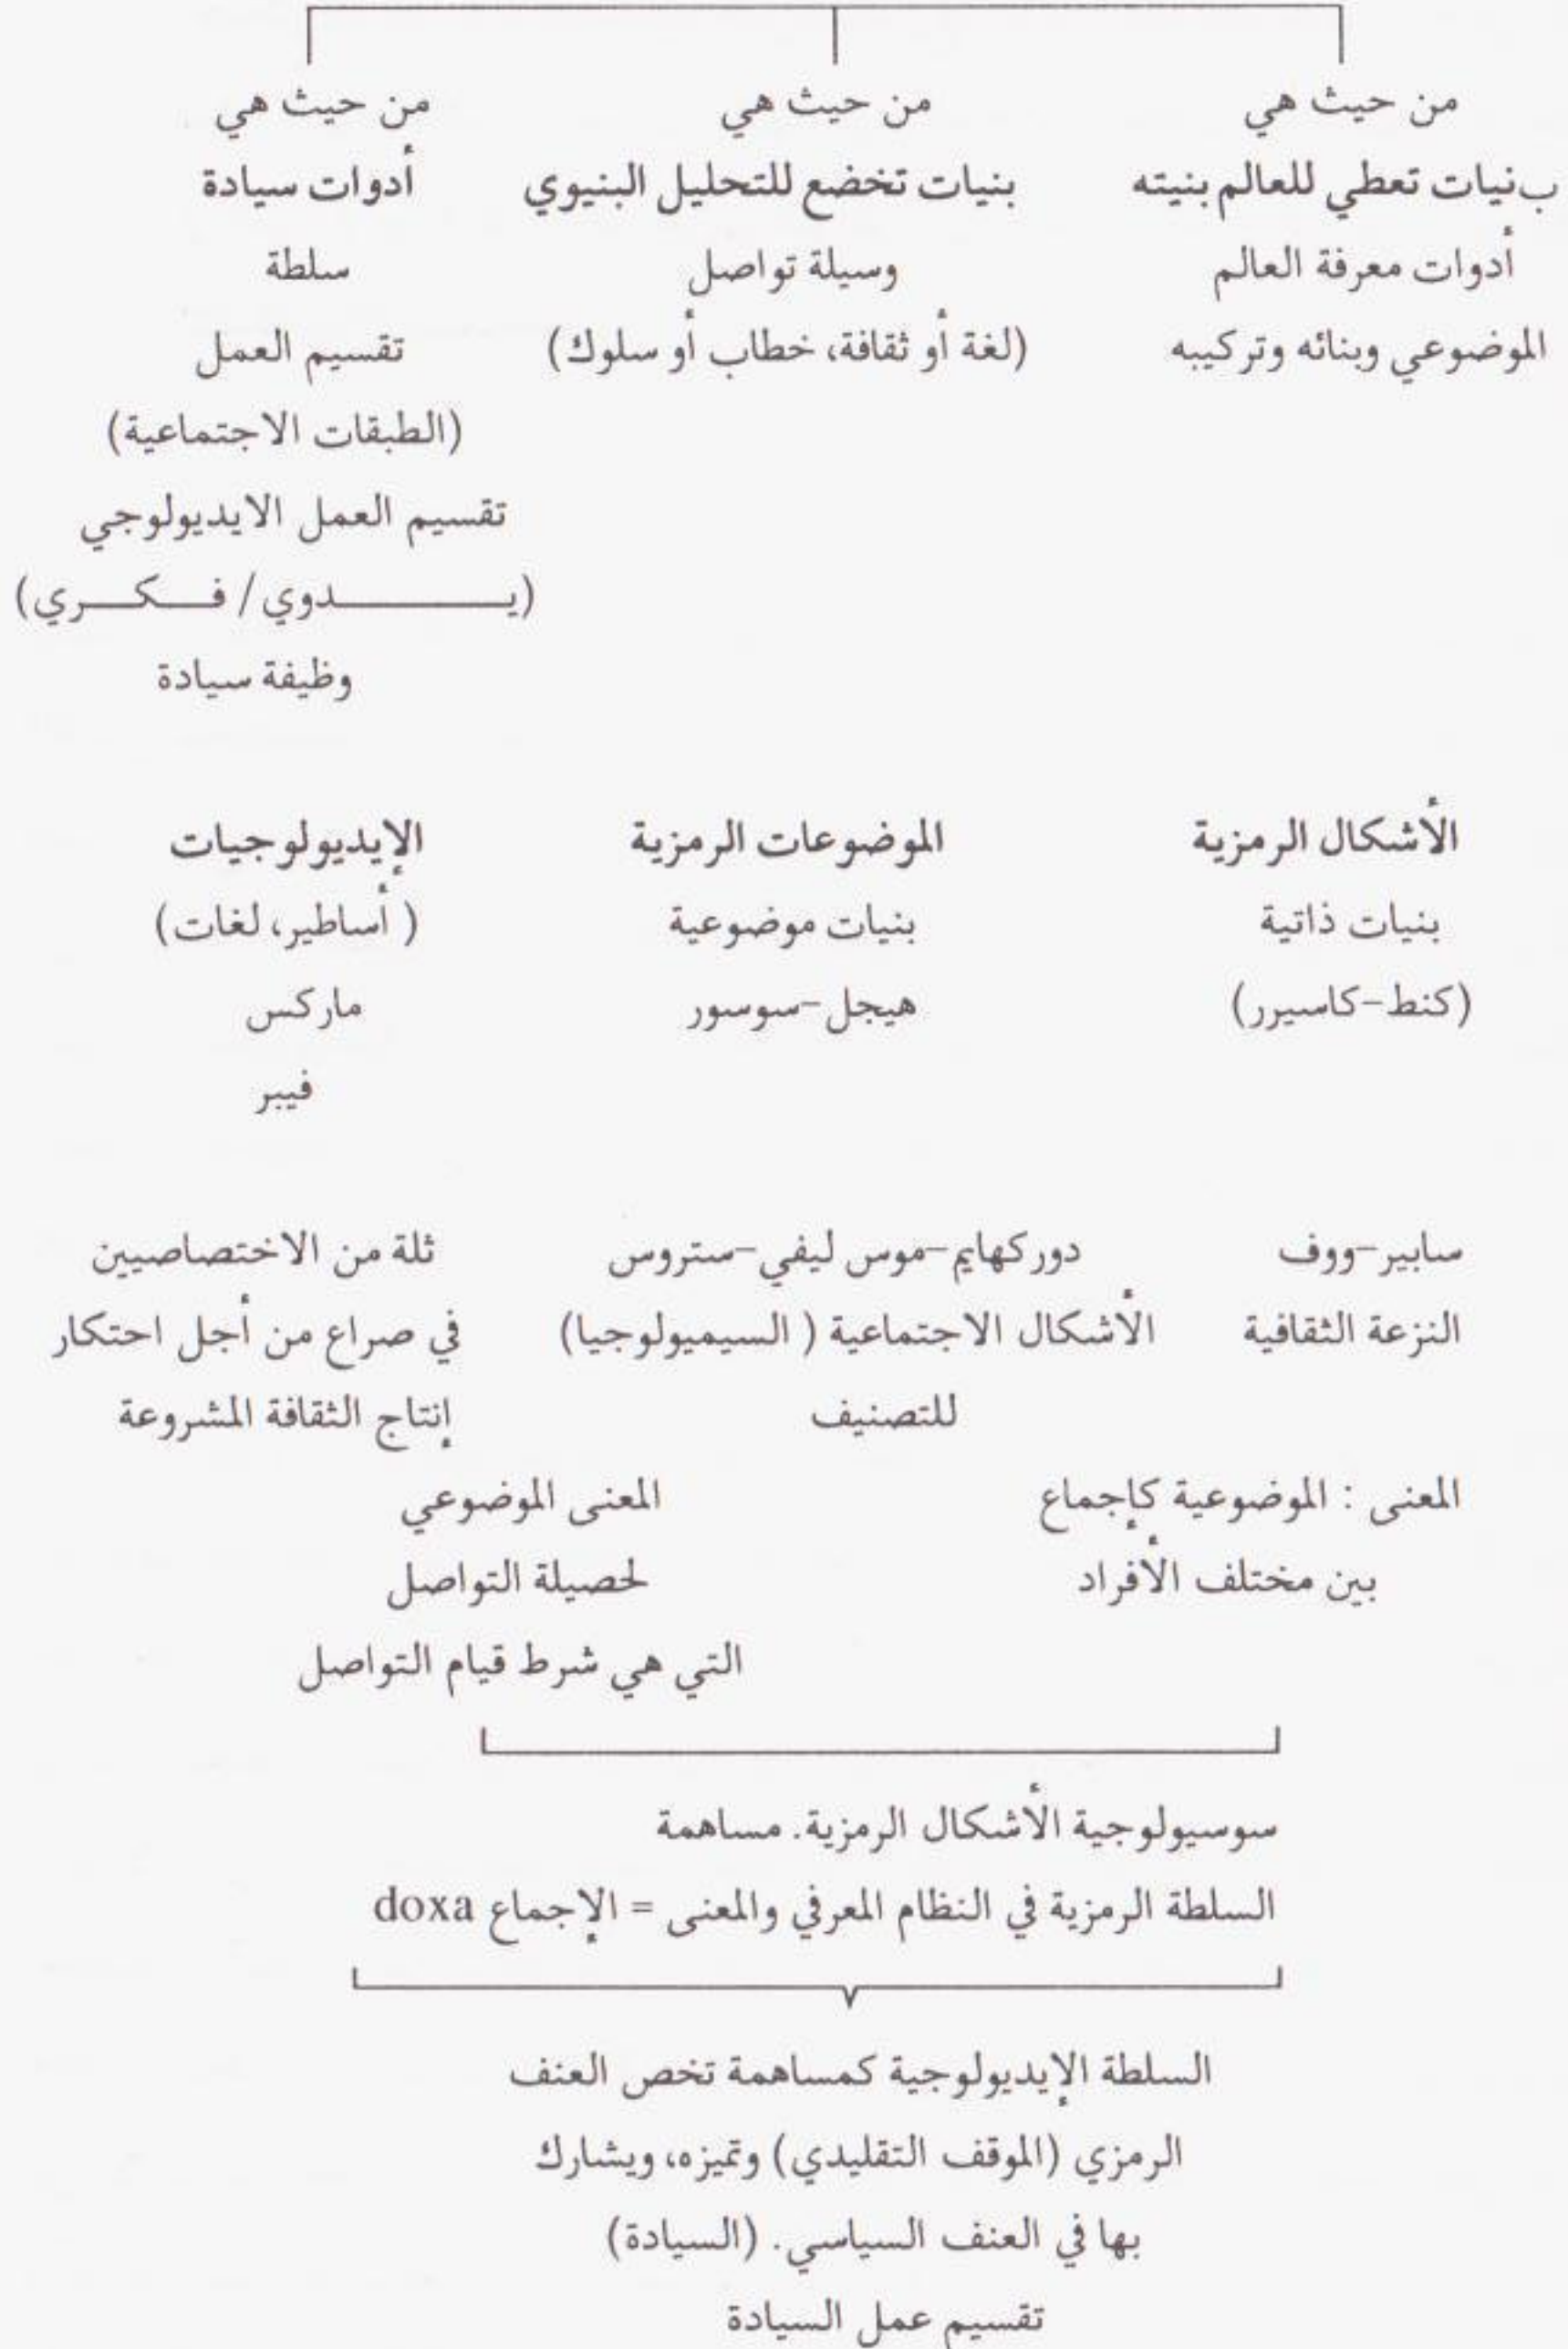 من حيث هي
بنيات تعطي للعالم بنيته
أدوات معرفة العالم
الموضوعي وبنائه وتركيبه
من حيث هي
بنيات تخضع للتحليل البنيوي
وسيلة تواصل
(لغة أو ثقافة، خطاب أو سلوك)
من حيث هي
أدوات سيادة
سلطة
تقسيم العمل
(الطبقات الاجتماعية)
تقسيم العمل الايديولوجي
(يــــــــدوي / فــكــري)
وظيفة سيادة
الأشكال الرمزية
بنيات ذاتية
(كنط-كاسيرر)
الموضوعات الرمزية
بنيات موضوعية
هيجل-سوسور
الإيديولوجيات
( أساطير، لغات)
ماركس
فيبر
سابير-ووف
النزعة الثقافية
دوركهايم-موس ليفي-ستروس
الأشكال الاجتماعية ( السيميولوجيا)
للتصنيف
ثلة من الاختصاصيين
في صراع من أجل احتكار
إنتاج الثقافة المشروعة
المعنى : الموضوعية كإجماع
بين مختلف الأفراد
المعنى الموضوعي
لحصيلة التواصل
التي هي شرط قيام التواصل
سوسيولوجية الأشكال الرمزية. مساهمة
السلطة الرمزية في النظام المعرفي والمعنى = الإجماع doxa
السلطة الإيديولوجية كمساهمة تخص العنف
الرمزي (الموقف التقليدي) وتميزه، ويشارك
بها في العنف السياسي. (السيادة)
تقسيم عمل السيادة